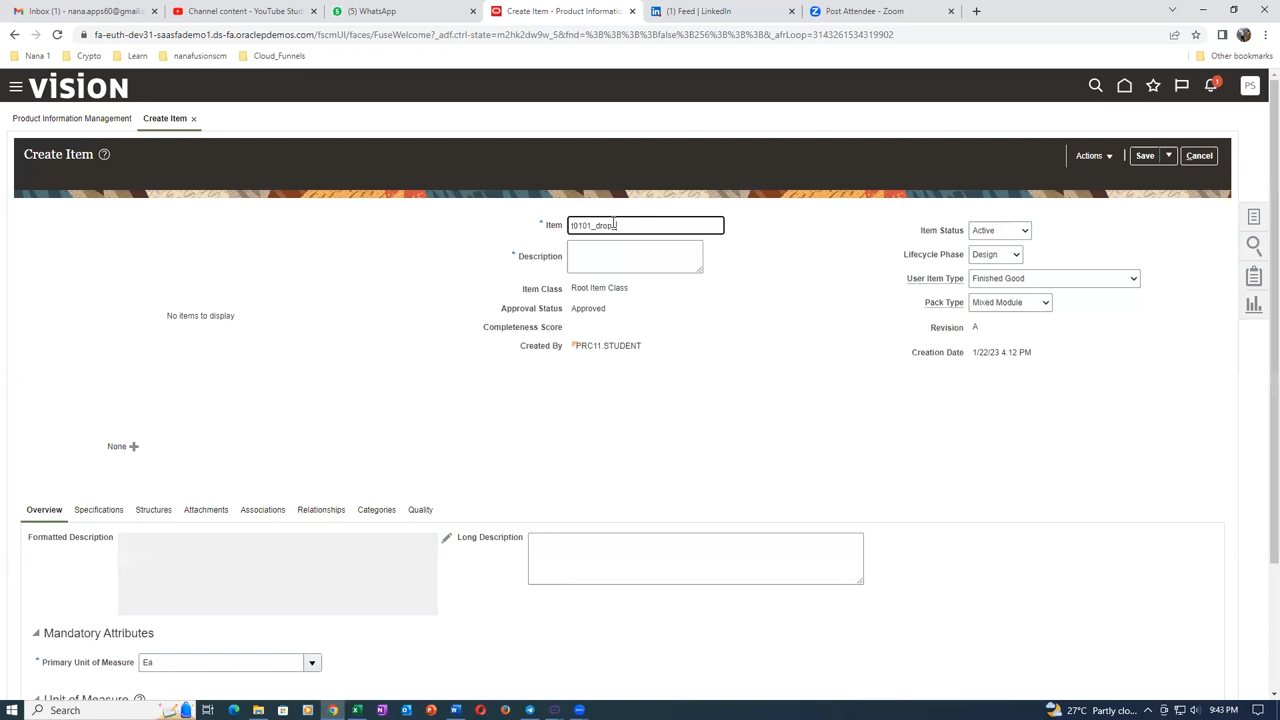 Inbox (1) - nana.apps60@gmail.c
Channel content - YouTube Studi
(5) WhatsApp
Create Item - Product Informatio
(1) Feed | LinkedIn
Post Attendee - Zoom
fa-euth-dev31-saasfademo1.ds-fa.oraclepdemos.com/fscmUI/faces/FuseWelcome?_adf.ctrl-state=m2hk2dw9w_5&fnd=%3B%3B%3B%3Bfalse%3B256%3B%3B%3B&_afrLoop=3143261534319902
Nana 1
Crypto
Learn
nanafusionscm
Cloud_Funnels
Other bookmarks
VISION
1
PS
Product Information Management
Create Item
Create Item
Actions
Save
Cancel
* Item t0101_drop_
* Description
Item Class Root Item Class
Approval Status Approved
Completeness Score
Created By PRC11.STUDENT
Item Status Active
Lifecycle Phase Design
User Item Type Finished Good
Pack Type Mixed Module
Revision A
Creation Date 1/22/23 4.12 PM
No items to display
None
Overview
Specifications
Structures
Attachments
Associations
Relationships
Categories
Quality
Formatted Description
Long Description
Mandatory Attributes
* Primary Unit of Measure Ea
Unit of Measure
Search
27°C Partly clo...
ENG
9:43 PM